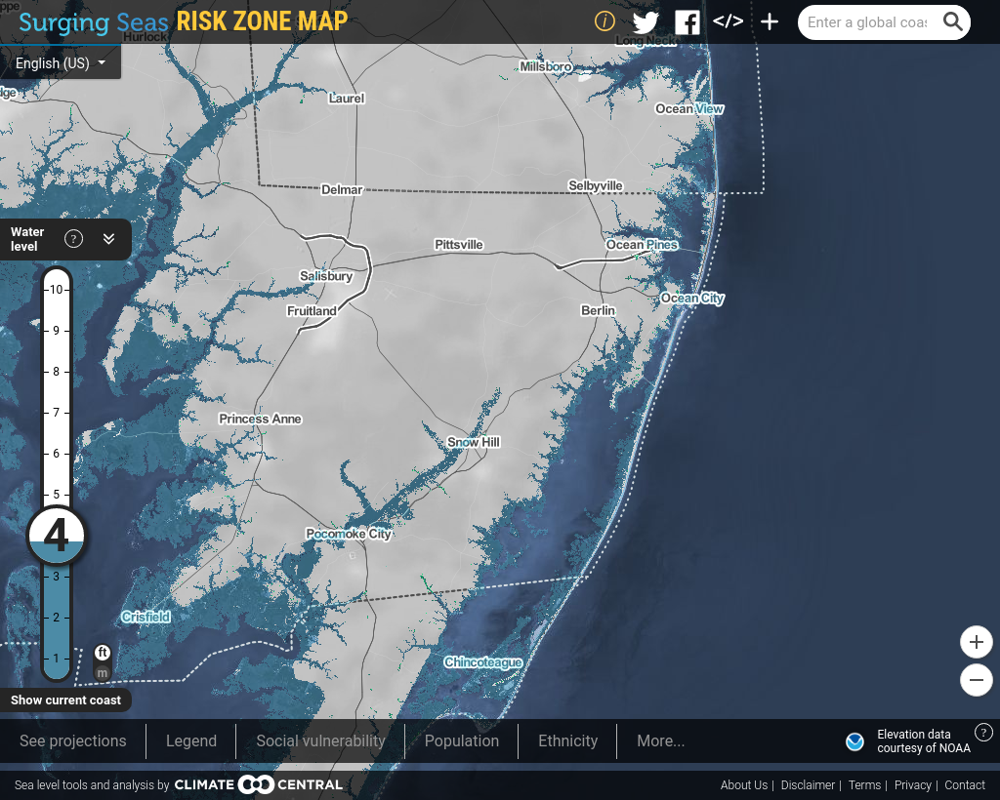 Surging Seas RISK ZONE MAP
</> +
Enter a global coas
English (US)
Hurlock
Long Neck
Millsboro
Laurel
Ocean View
Delmar
Selbyville
Water
level
?
Pittsville
Ocean Pines
Salisbury
Ocean City
Fruitland
Berlin
10
9
8
7
6
5
4
3
2
1
Princess Anne
Snow Hill
Pocomoke City
Crisfield
Chincoteague
ft
m
Show current coast
+
−
See projections
Legend
Social vulnerability
Population
Ethnicity
More...
Elevation data
courtesy of NOAA
?
Sea level tools and analysis by CLIMATE CENTRAL
About Us | Disclaimer | Terms | Privacy | Contact